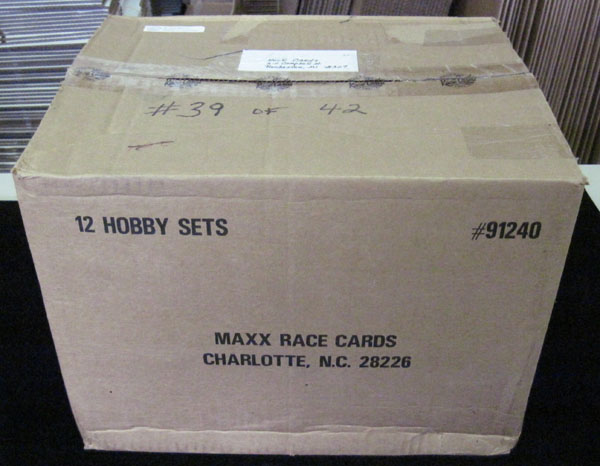 #39 OF 42
12 HOBBY SETS
#91240
MAXX RACE CARDS
CHARLOTTE, N.C. 28226